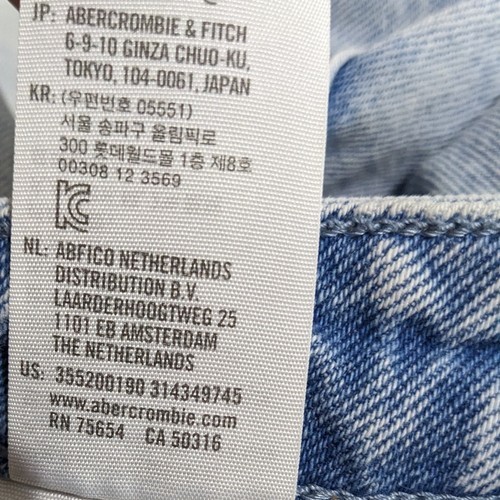 JP: ABERCROMBIE & FITCH
6-9-10 GINZA CHUO-KU,
TOKYO, 104-0061, JAPAN
KR: (우편번호 05551)
서울 송파구 올림픽로
300 롯데월드몰 1층 제8호
00308 12 3569
KC
NL: ABFICO NETHERLANDS
DISTRIBUTION B.V.
LAARDERHOOGTWEG 25
1101 EB AMSTERDAM
THE NETHERLANDS
US: 355200190 314349745
www.abercrombie.com
RN 75654 CA 50316